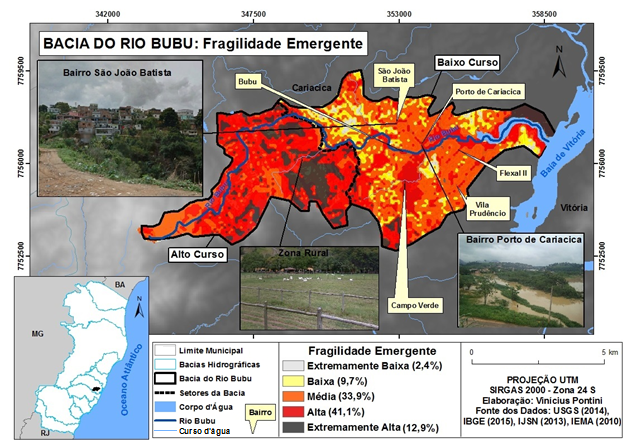 342000
347500
353000
358500
7759500
7756000
7752500
7759500
7756000
7752500
BACIA DO RIO BUBU: Fragilidade Emergente
Bairro São João Batista
Bubu
Cariacica
São João
Batista
Baixo Curso
Porto de Cariacica
N
Baía de Vitória
Flexal II
Vila
Prudêncio
Vitória
Alto Curso
Zona Rural
Campo Verde
Bairro Porto de Cariacica
BA
MG
N
Oceano Atlântico
RJ
Limite Municipal
Bacias Hidrográficas
Bacia do Rio Bubu
Setores da Bacia
Corpo d'Água
Rio Bubu
Curso d'água
Bairro
Fragilidade Emergente
Extremamente Baixa (2,4%)
Baixa (9,7%)
Média (33,9%)
Alta (41,1%)
Extremamente Alta (12,9%)
0
5 km
PROJEÇÃO UTM
SIRGAS 2000 - Zona 24 S
Elaboração: Vinicius Pontini
Fonte dos Dados: USGS (2014),
IBGE (2015), IJSN (2013), IEMA (2010)